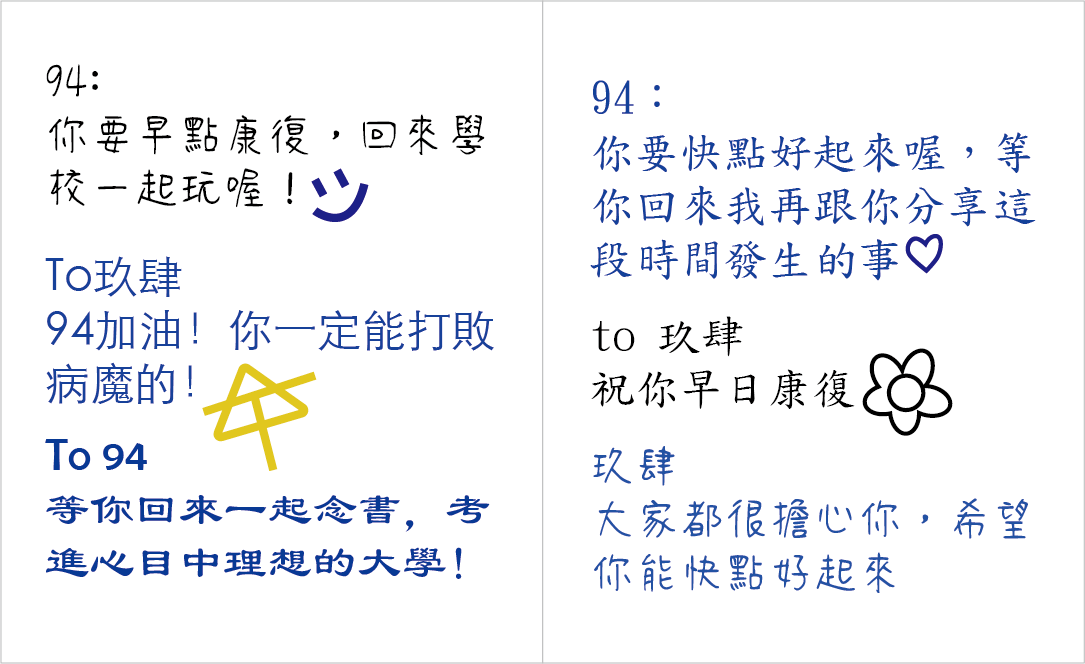 94:
你要早點康復，回來學
校一起玩喔！
To玖肆
94加油! 你一定能打敗
病魔的!
To 94
等你回來一起念書，考
進心目中理想的大學!
94：
你要快點好起來喔，等
你回來我再跟你分享這
段時間發生的事
to 玖肆
祝你早日康復
玖肆
大家都很擔心你，希望
你能快點好起來